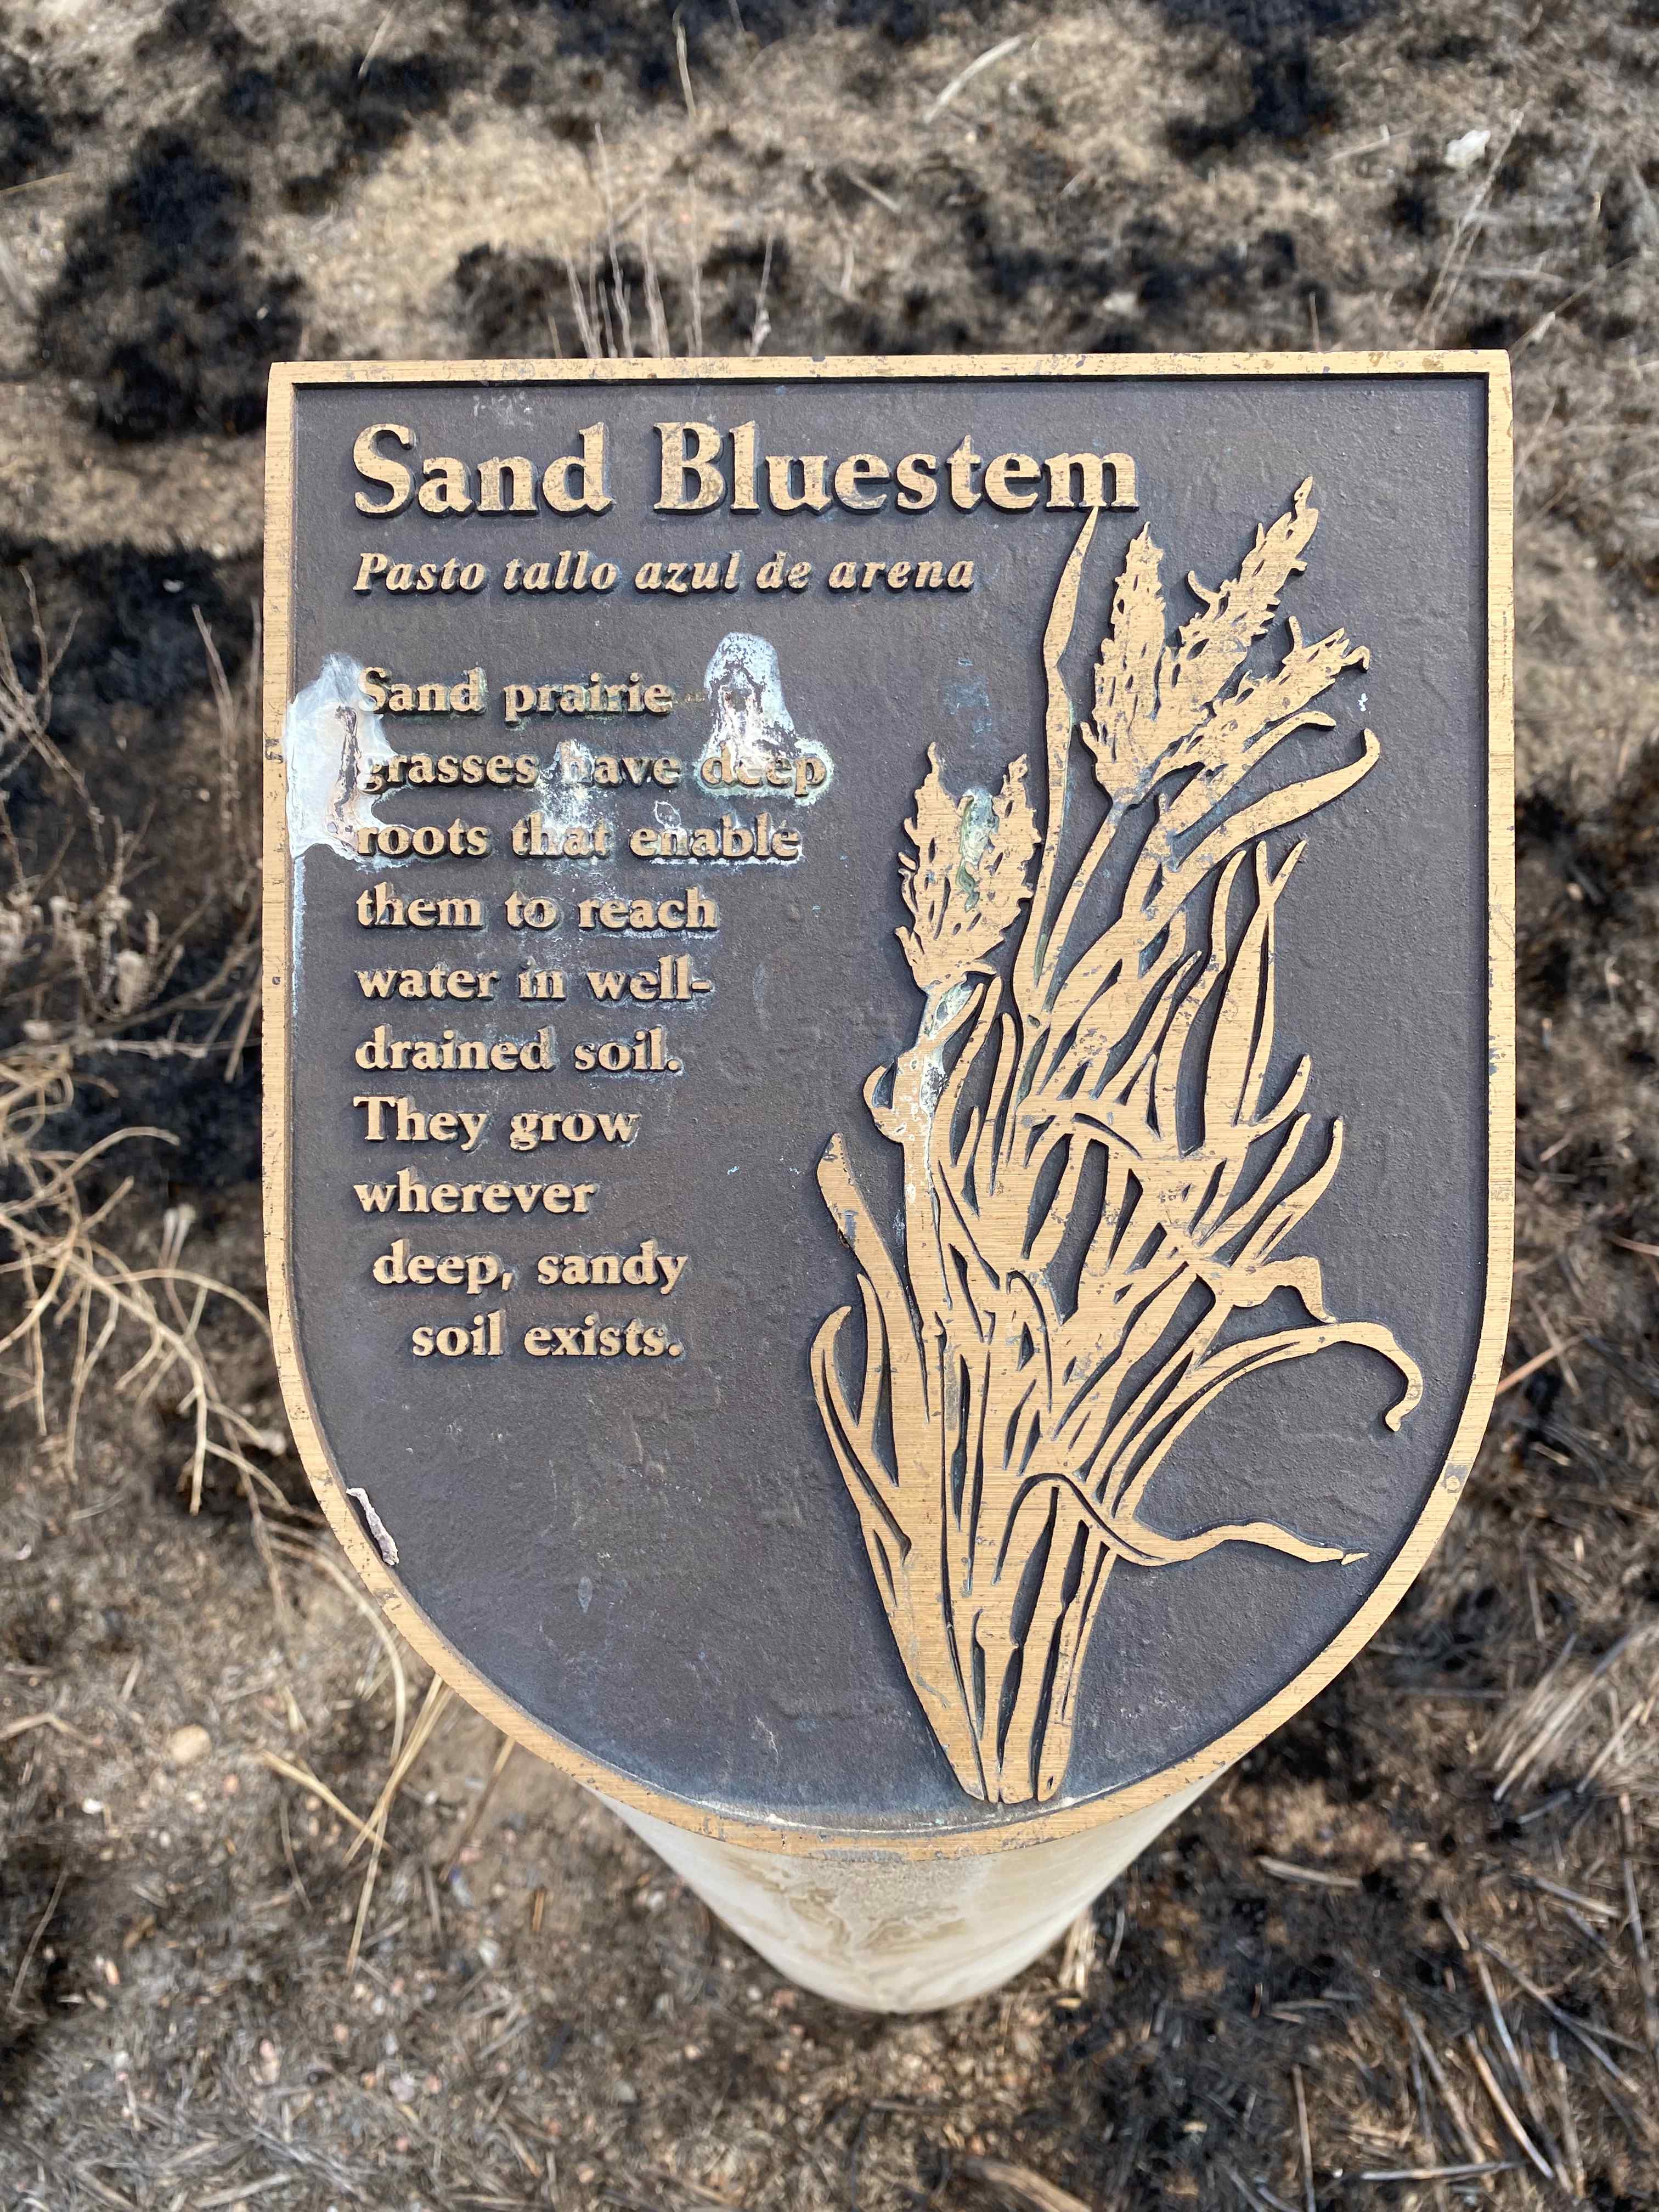 Sand Bluestem
Pasto tallo azul de arena
Sand prairie
grasses have deep
roots that enable
them to reach
water in well-
drained soil.
They grow
wherever
deep, sandy
soil exists.